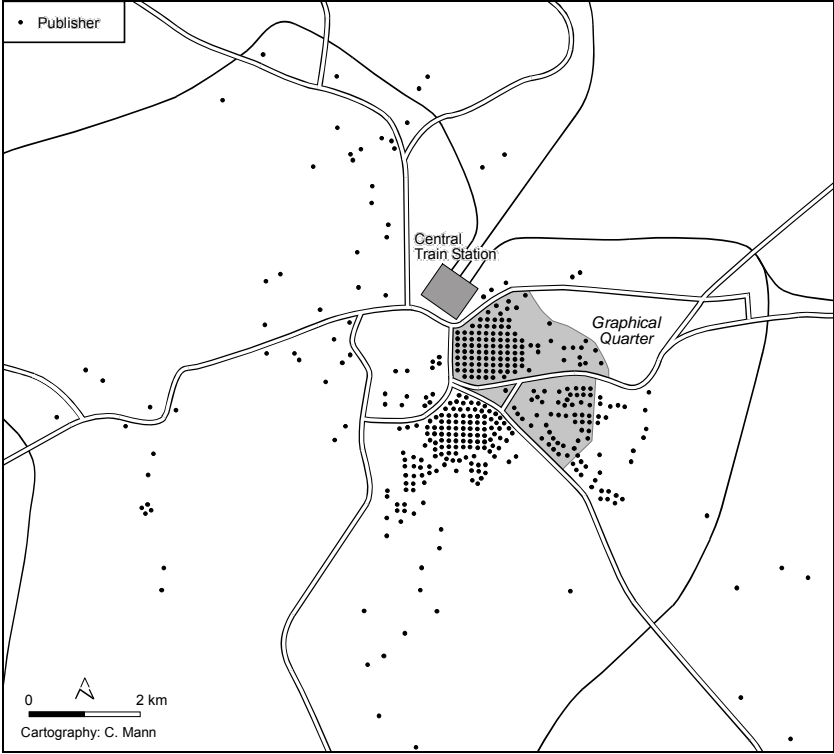 Publisher
Central
Train Station
Graphical
Quarter
N
0 2 km
Cartography: C. Mann